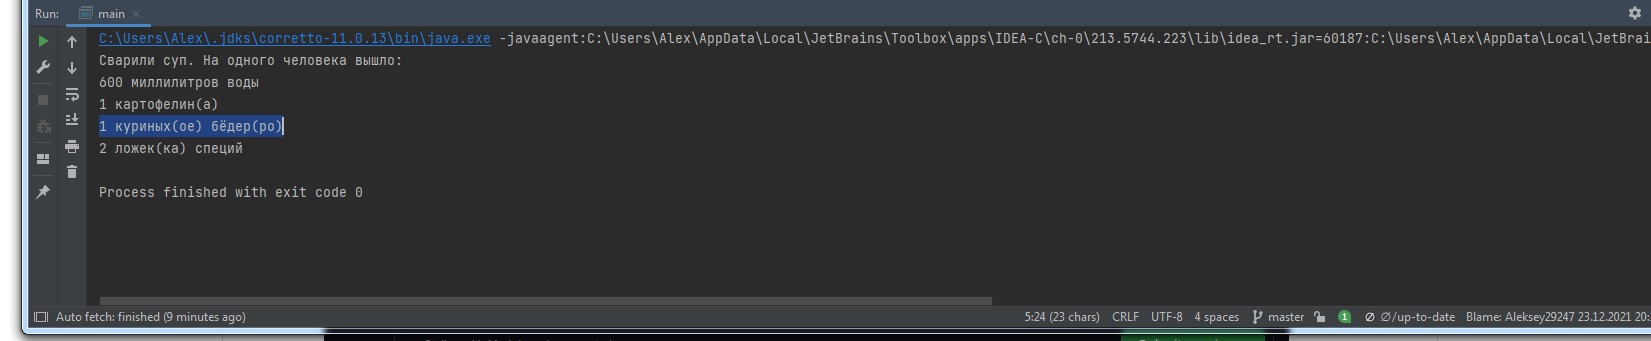 Run: main
C:\Users\Alex\.jdks\corretto-11.0.13\bin\java.exe -javaagent:C:\Users\Alex\AppData\Local\JetBrains\Toolbox\apps\IDEA-C\ch-0\213.5744.223\lib\idea_rt.jar=60187:C:\Users\Alex\AppData\Local\JetBrai
Сварили суп. На одного человека вышло:
600 миллилитров воды
1 картофелин(а)
1 куриных(ое) бёдер(ро)
2 ложек(ка) специй
Process finished with exit code 0
Auto fetch: finished (9 minutes ago) 5:24 (23 chars) CRLF UTF-8 4 spaces master 1 ∅/up-to-date Blame: Aleksey29247 23.12.2021 20: